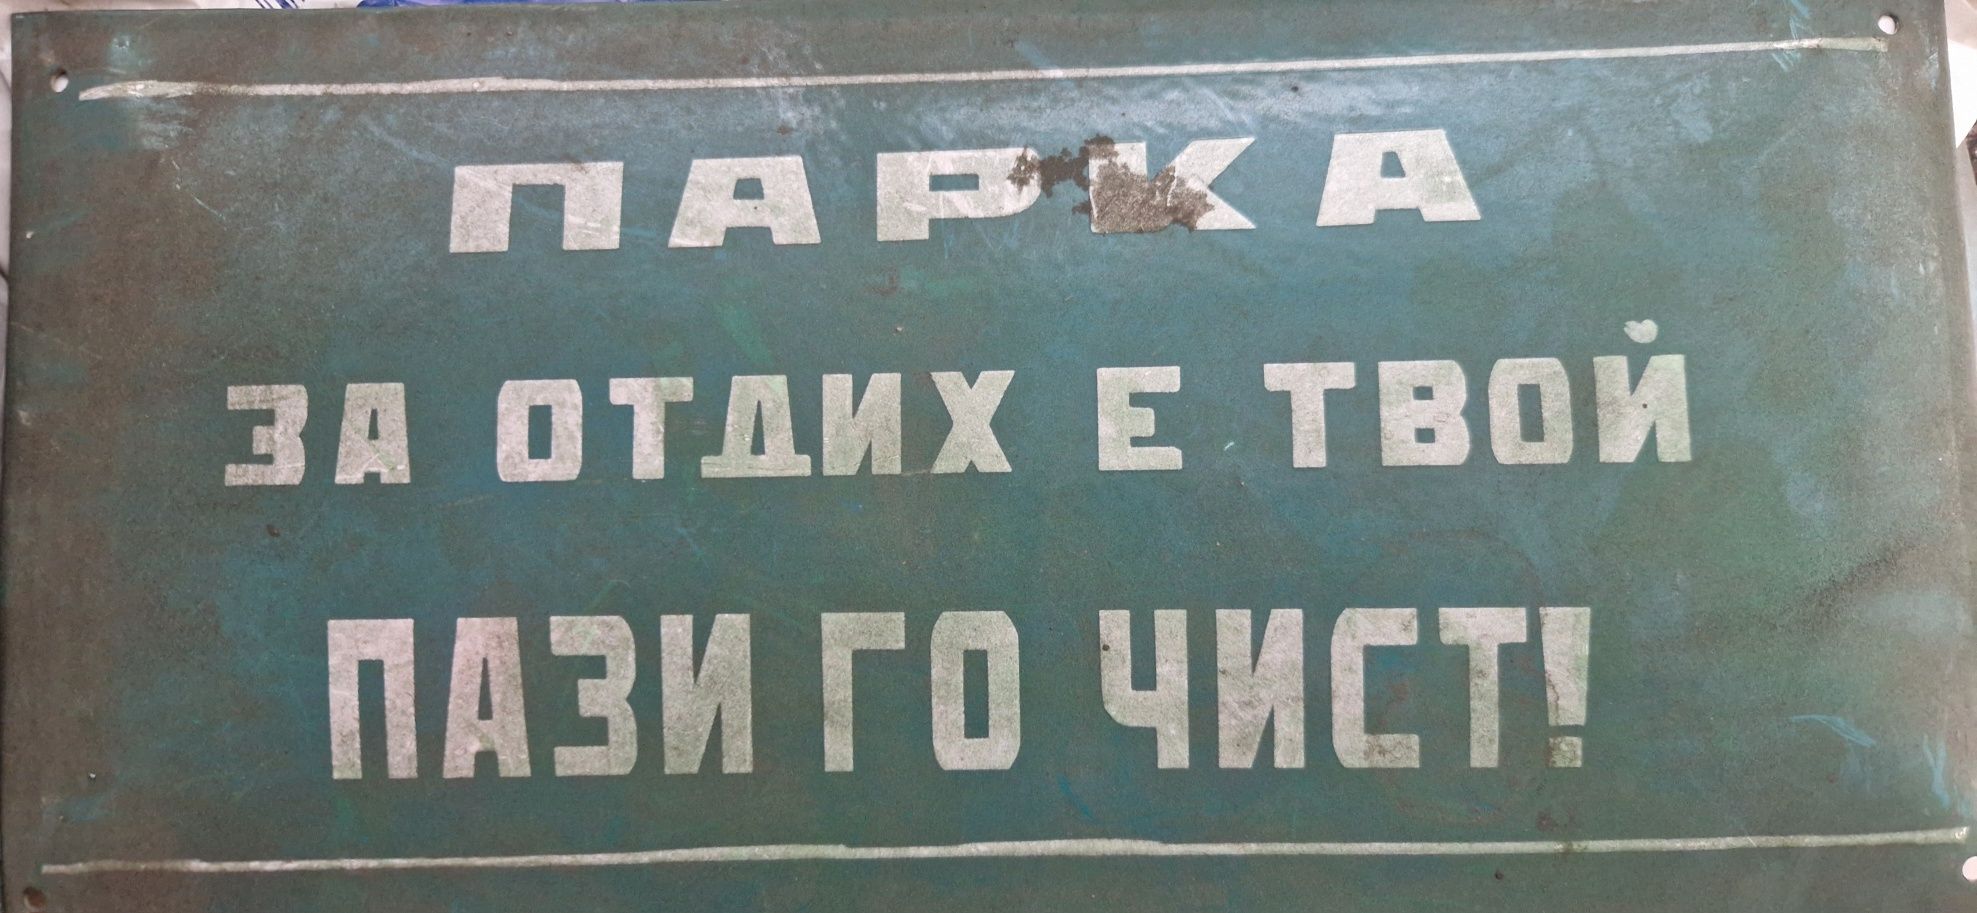 ПАРКА
ЗА ОТДИХ Е ТВОЙ
ПАЗИ ГО ЧИСТ!